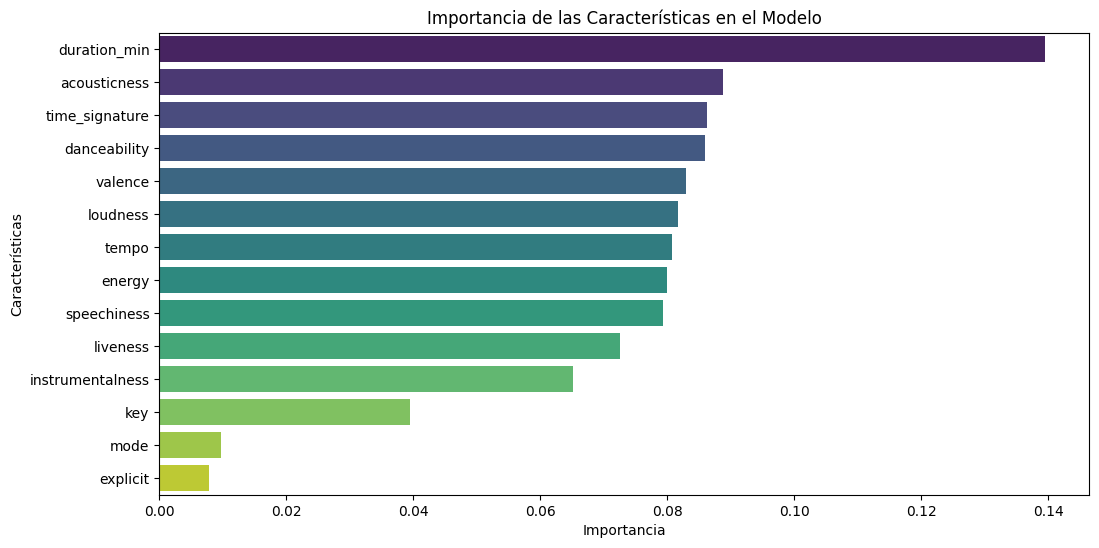 Importancia de las Características en el Modelo
duration_min
acousticness
time_signature
danceability
valence
loudness
tempo
energy
speechiness
liveness
instrumentalness
key
mode
explicit
Características
0.00 0.02 0.04 0.06 0.08 0.10 0.12 0.14
Importancia